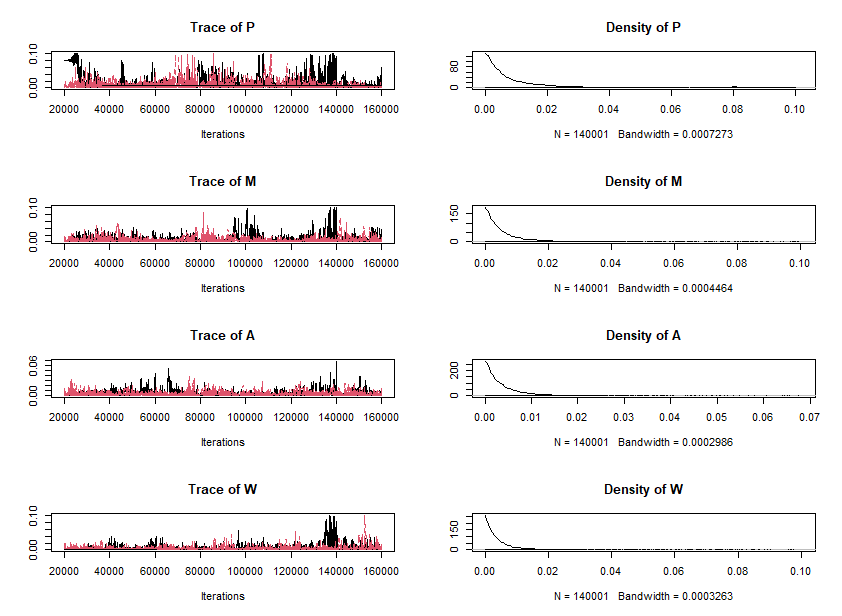 Trace of P
0.00 0.10
20000 40000 60000 80000 100000 120000 140000 160000
Iterations
Density of P
0 80
0.00 0.02 0.04 0.06 0.08 0.10
N = 140001 Bandwidth = 0.0007273
Trace of M
0.00 0.10
20000 40000 60000 80000 100000 120000 140000 160000
Iterations
Density of M
0 150
0.00 0.02 0.04 0.06 0.08 0.10
N = 140001 Bandwidth = 0.0004464
Trace of A
0.00 0.06
20000 40000 60000 80000 100000 120000 140000 160000
Iterations
Density of A
0 200
0.00 0.01 0.02 0.03 0.04 0.05 0.06 0.07
N = 140001 Bandwidth = 0.0002986
Trace of W
0.00 0.10
20000 40000 60000 80000 100000 120000 140000 160000
Iterations
Density of W
0 150
0.00 0.02 0.04 0.06 0.08 0.10
N = 140001 Bandwidth = 0.0003263